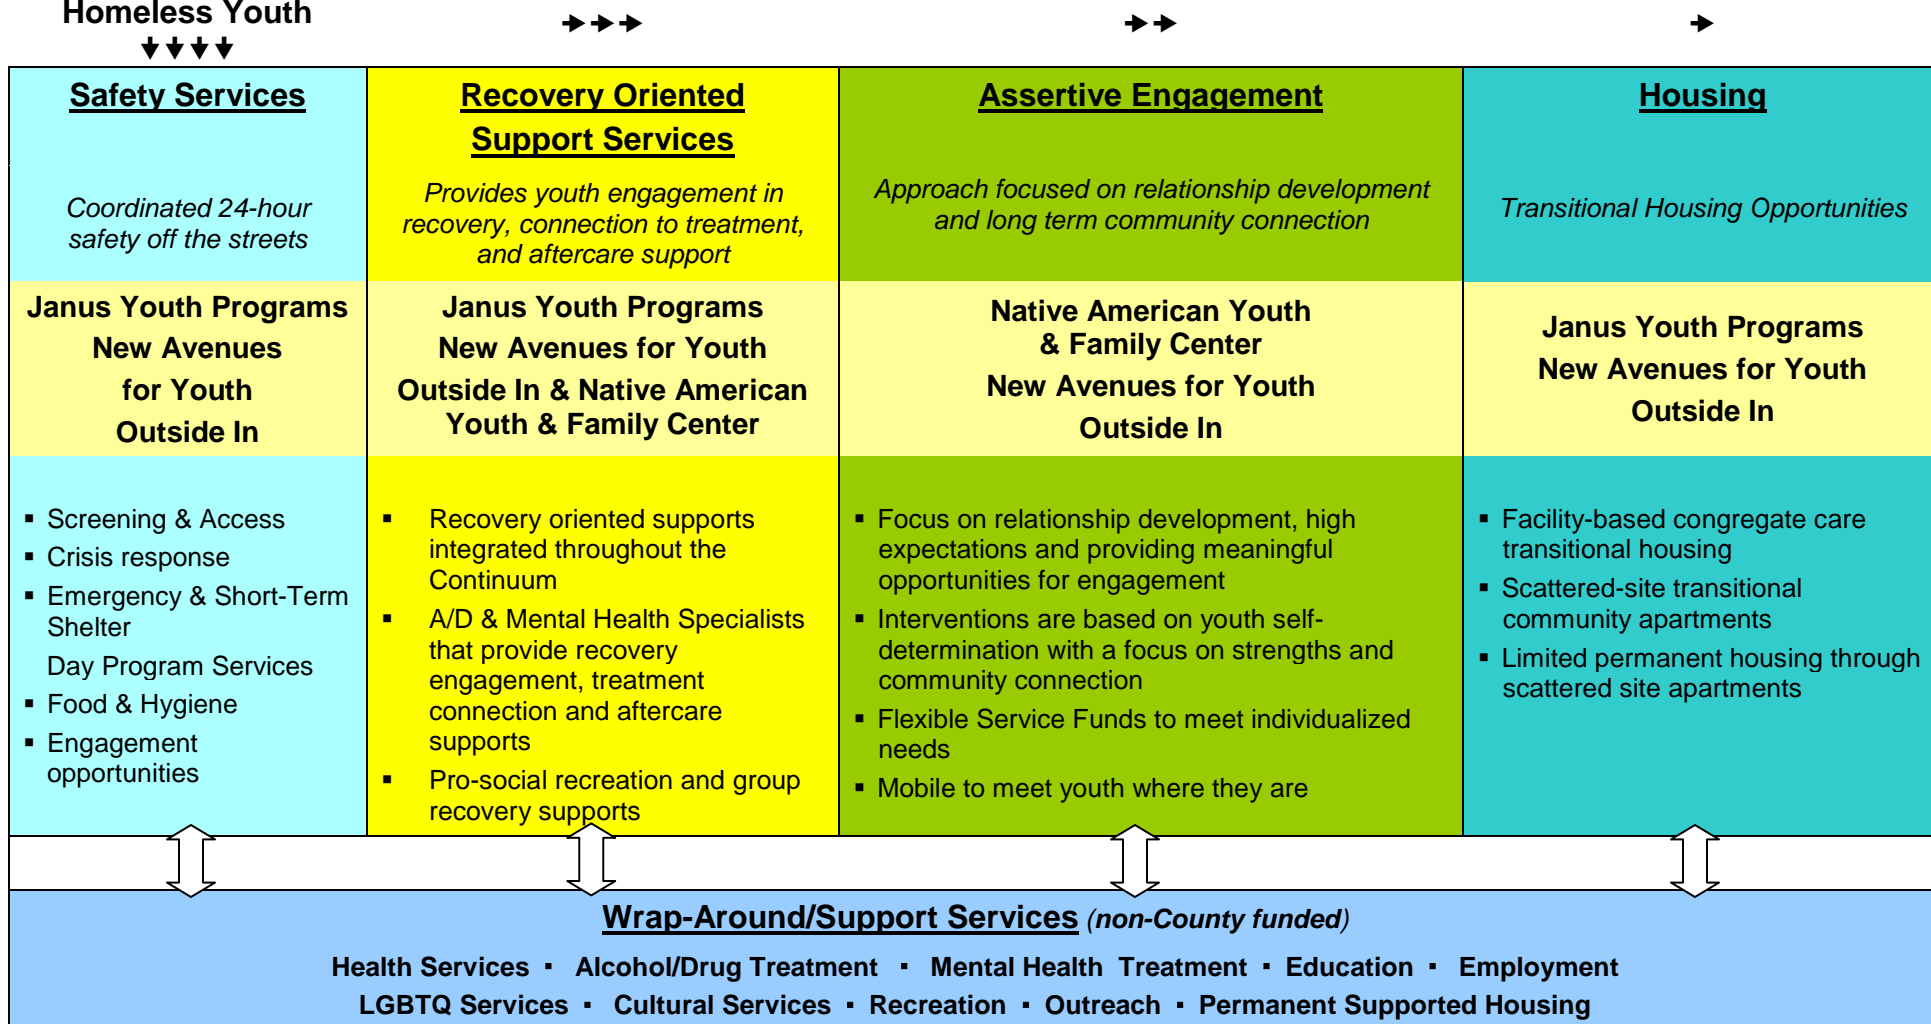 Homeless Youth
Safety Services
Coordinated 24-hour
safety off the streets
Janus Youth Programs
New Avenues
for Youth
Outside In
▪ Screening & Access
▪ Crisis response
▪ Emergency & Short-Term
Shelter
Day Program Services
▪ Food & Hygiene
▪ Engagement
opportunities
Recovery Oriented
Support Services
Provides youth engagement in
recovery, connection to treatment,
and aftercare support
Janus Youth Programs
New Avenues for Youth
Outside In & Native American
Youth & Family Center
▪ Recovery oriented supports
integrated throughout the
Continuum
▪ A/D & Mental Health Specialists
that provide recovery
engagement, treatment
connection and aftercare
supports
▪ Pro-social recreation and group
recovery supports
Assertive Engagement
Approach focused on relationship development
and long term community connection
Native American Youth
& Family Center
New Avenues for Youth
Outside In
▪ Focus on relationship development, high
expectations and providing meaningful
opportunities for engagement
▪ Interventions are based on youth self-
determination with a focus on strengths and
community connection
▪ Flexible Service Funds to meet individualized
needs
▪ Mobile to meet youth where they are
Housing
Transitional Housing Opportunities
Janus Youth Programs
New Avenues for Youth
Outside In
▪ Facility-based congregate care
transitional housing
▪ Scattered-site transitional
community apartments
▪ Limited permanent housing through
scattered site apartments
Wrap-Around/Support Services (non-County funded)
Health Services ▪ Alcohol/Drug Treatment ▪ Mental Health Treatment ▪ Education ▪ Employment
LGBTQ Services ▪ Cultural Services ▪ Recreation ▪ Outreach ▪ Permanent Supported Housing